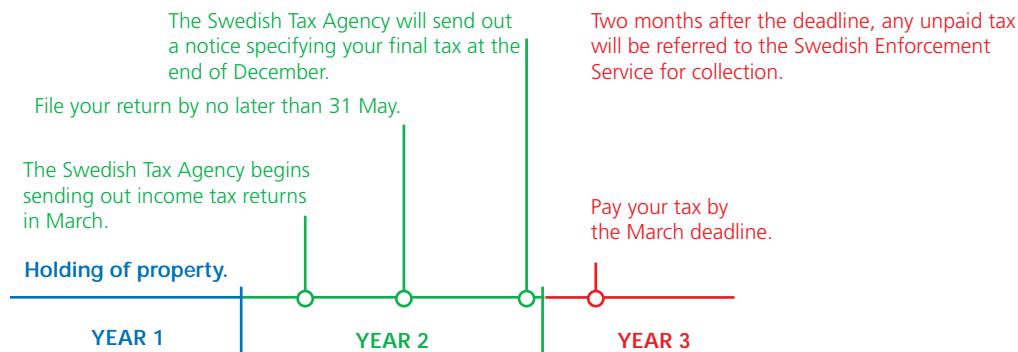 The Swedish Tax Agency will send out
a notice specifying your final tax at the
end of December.
Two months after the deadline, any unpaid tax
will be referred to the Swedish Enforcement
Service for collection.
File your return by no later than 31 May.
The Swedish Tax Agency begins
sending out income tax returns
in March.
Pay your tax by
the March deadline.
Holding of property.
YEAR 1
YEAR 2
YEAR 3